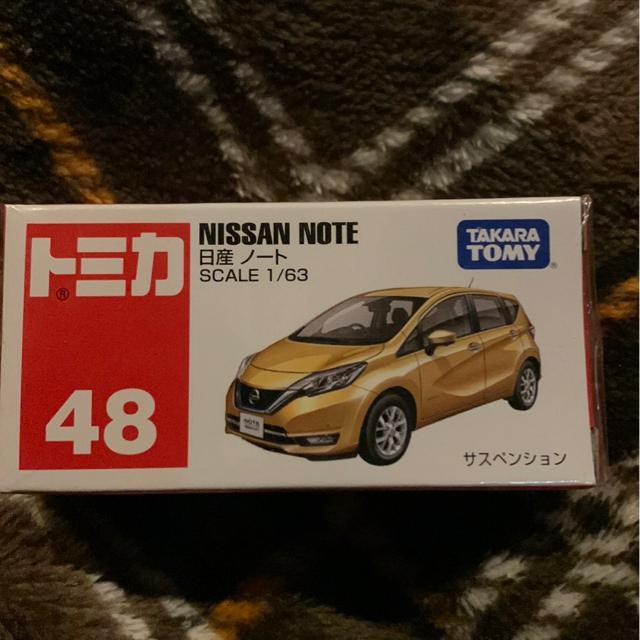 トミカ
®
48
NISSAN NOTE
日産 ノート
SCALE 1/63
TAKARA
TOMY®
NOTE
サスペンション